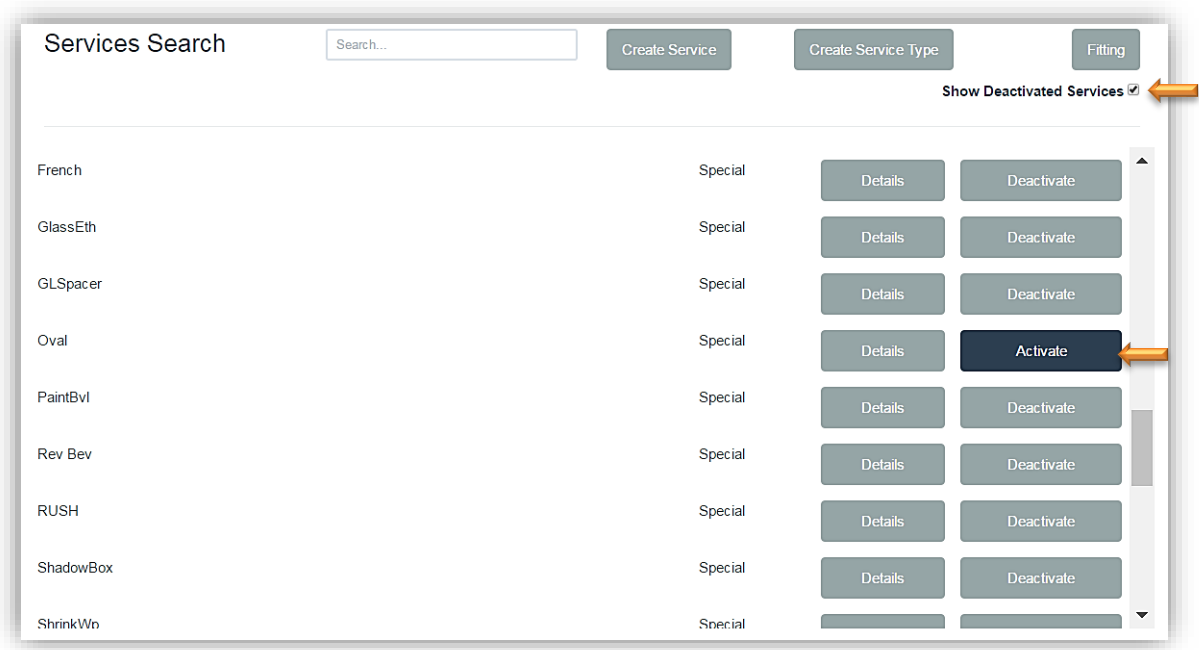 Services Search
Search...
Create Service
Create Service Type
Fitting
Show Deactivated Services
French Special Details Deactivate
GlassEth Special Details Deactivate
GLSpacer Special Details Deactivate
Oval Special Details Activate
PaintBvl Special Details Deactivate
Rev Bev Special Details Deactivate
RUSH Special Details Deactivate
ShadowBox Special Details Deactivate
ShrinkWp Special